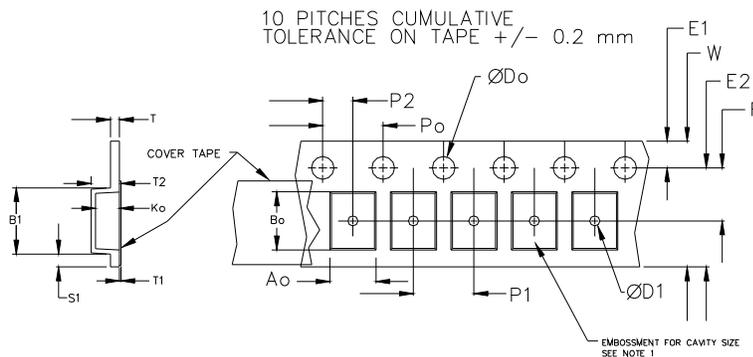 10 PITCHES CUMULATIVE
TOLERANCE ON TAPE +/- 0.2 mm
E1
W
ØDo
E2
P2
F
Po
T
COVER TAPE
T2
B1
Ko
Bo
S1
T1
Ao
P1
ØD1
EMBOSSMENT FOR CAVITY SIZE
SEE NOTE 1